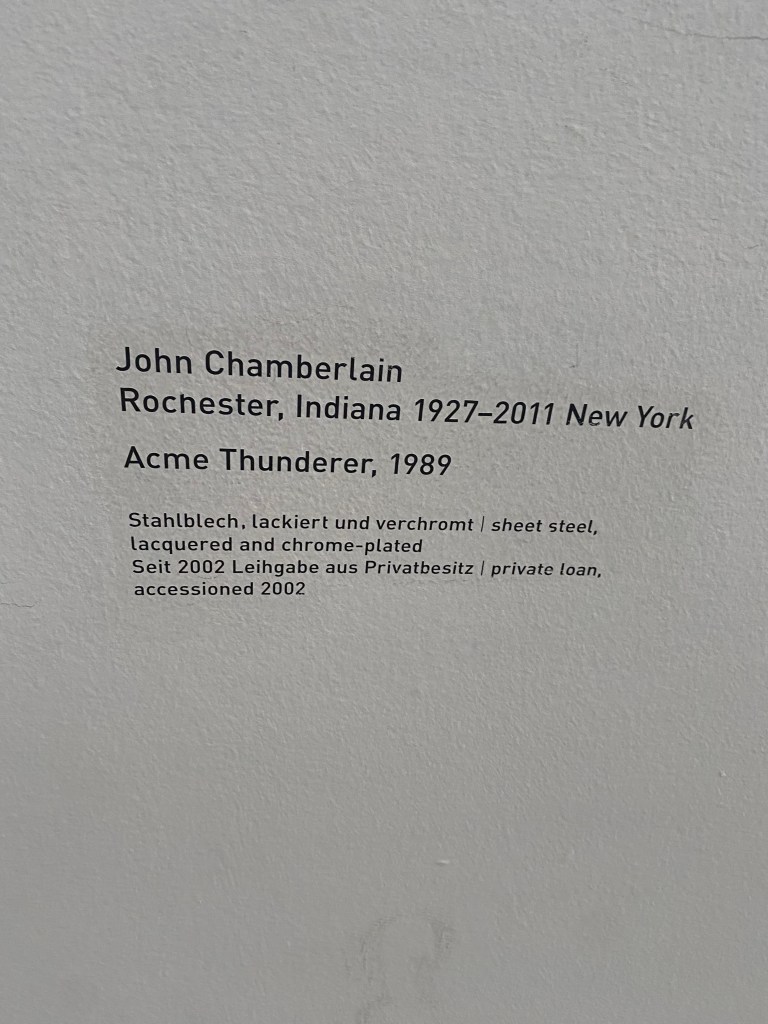 John Chamberlain
Rochester, Indiana 1927–2011 New York
Acme Thunderer, 1989
Stahlblech, lackiert und verchromt | sheet steel,
lacquered and chrome-plated
Seit 2002 Leihgabe aus Privatbesitz | private loan,
accessioned 2002